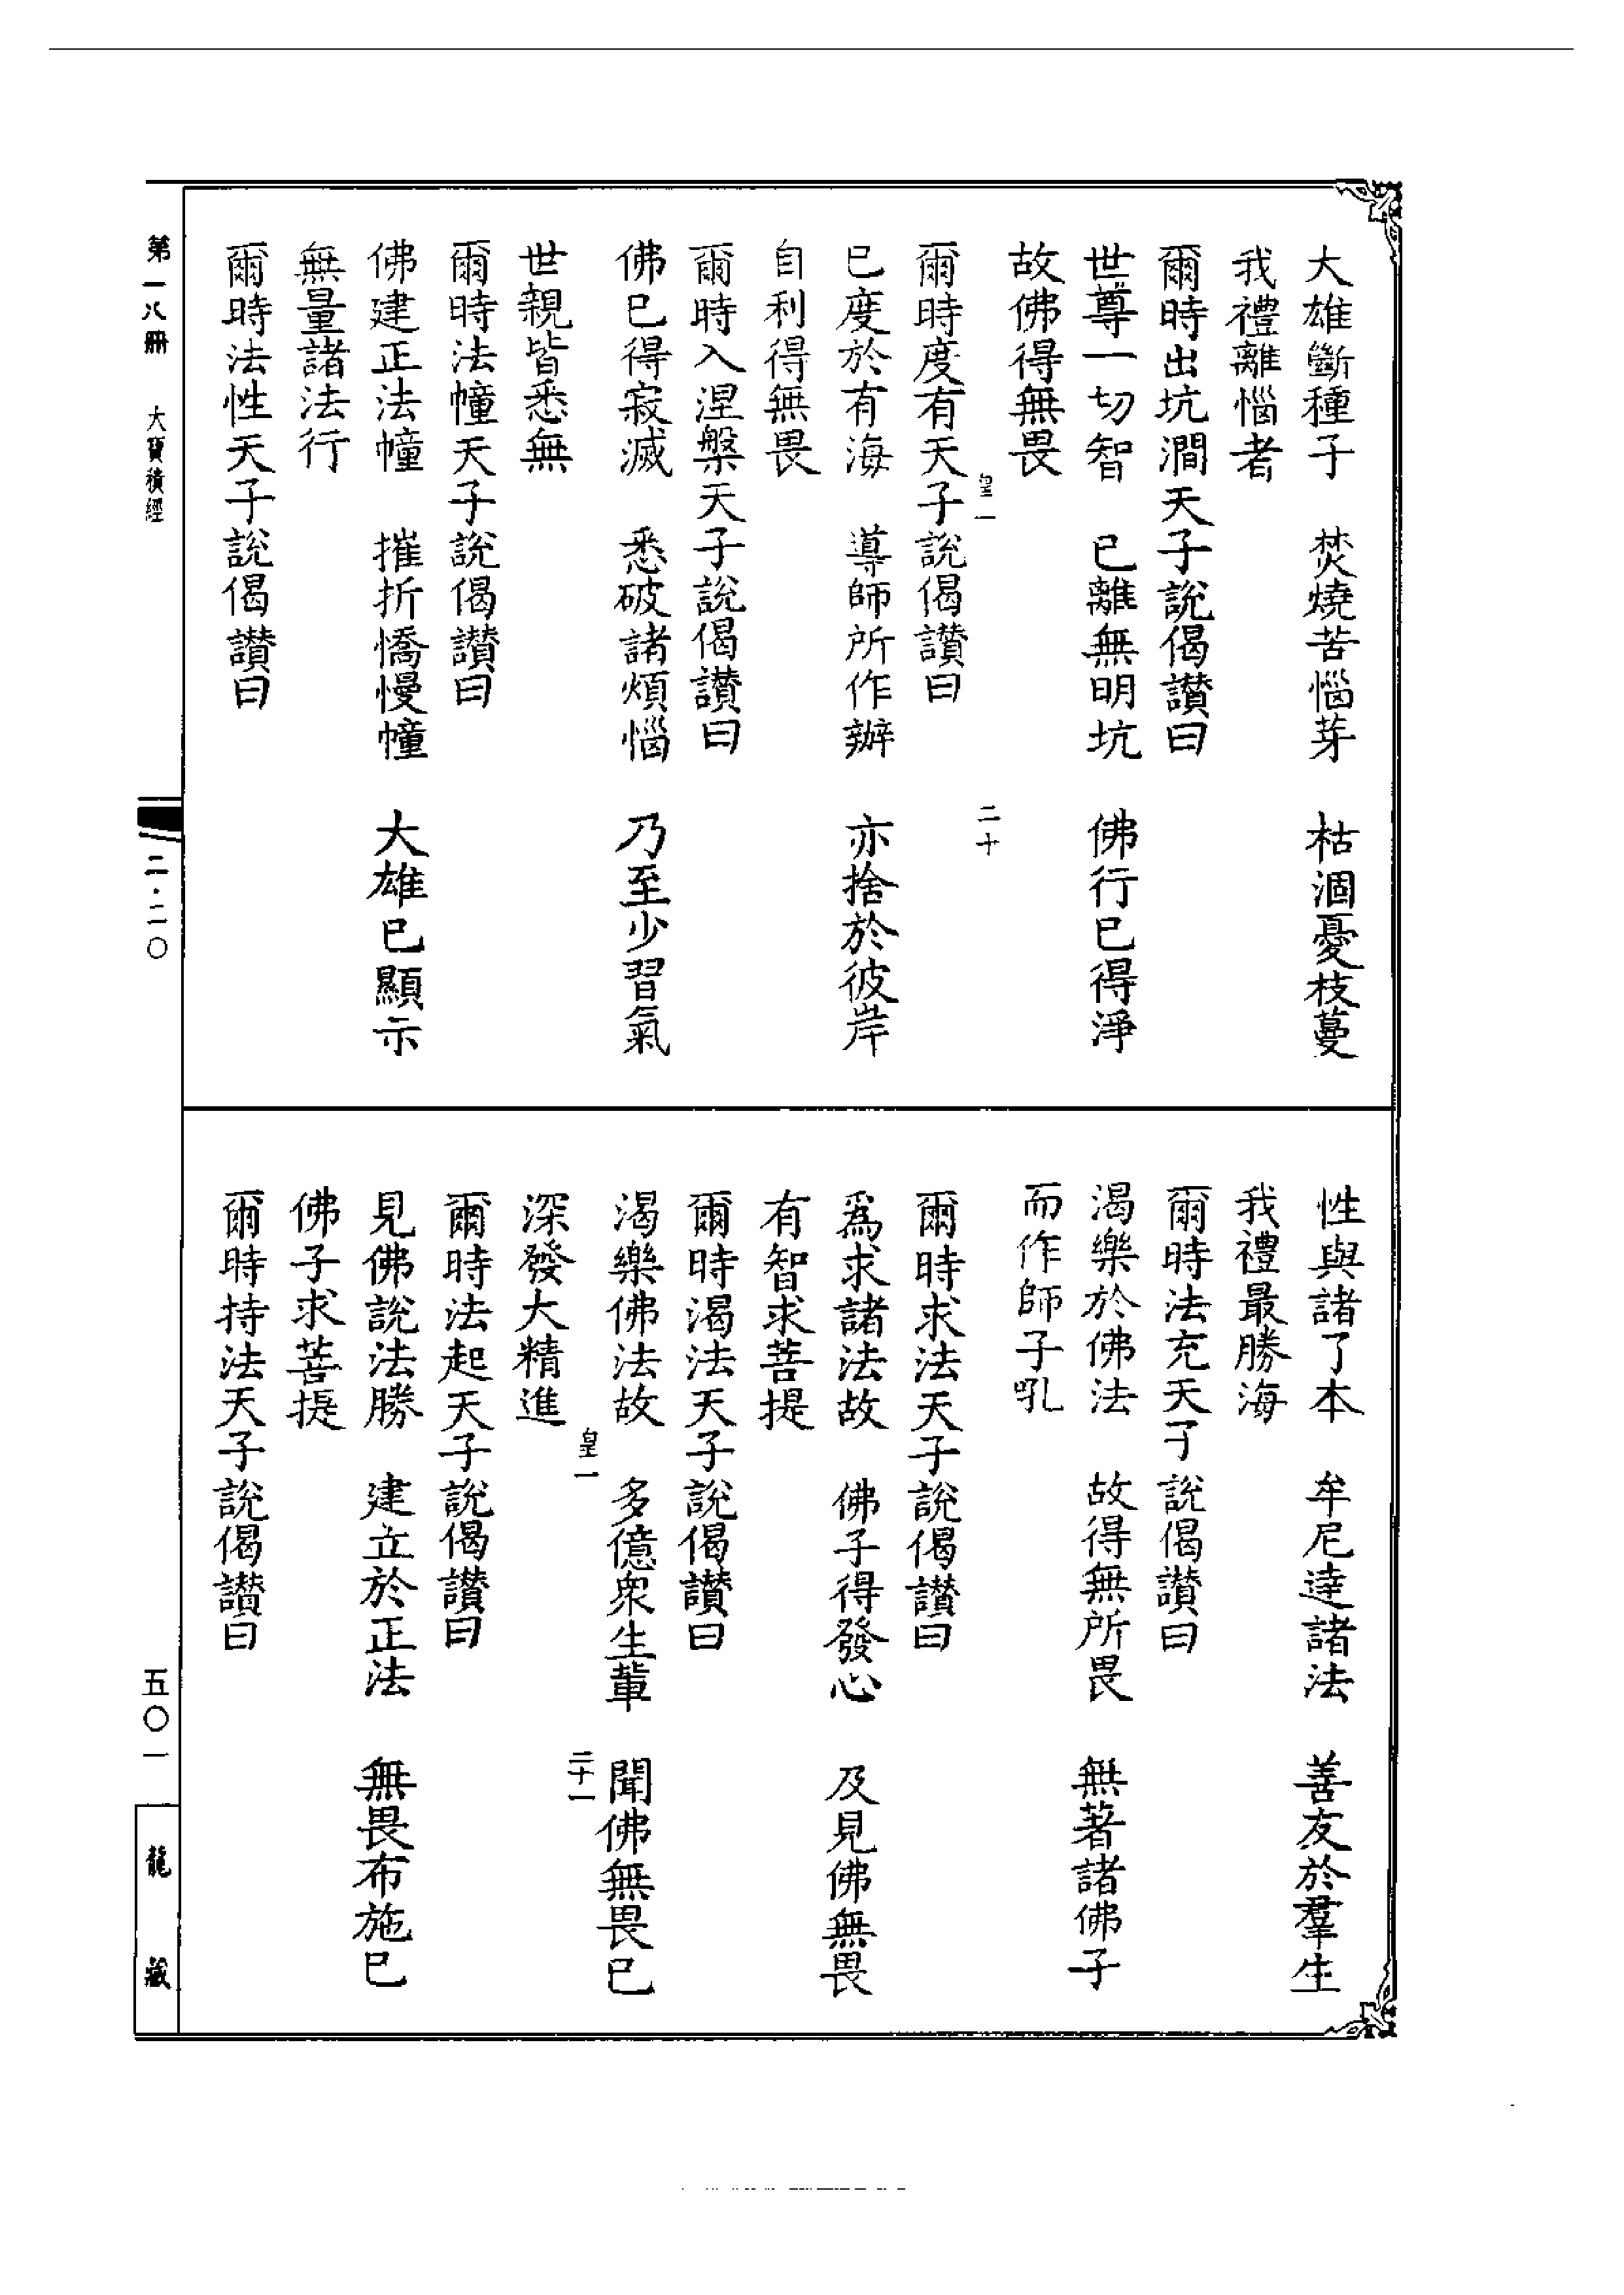 大雄斷種子　焚燒苦惱芽　枯涸憂枝蔓
我禮離惱者
爾時出坑澗天子說偈讚曰
世尊一切智　已離無明坑　佛行已得淨
故佛得無畏
皇一　二十
爾時度有天子說偈讚曰
已度於有海　導師所作辦　亦捨於彼岸
自利得無畏
爾時入涅槃天子說偈讚曰
佛已得寂滅　悉破諸煩惱　乃至少習氣
世親皆悉無
爾時法幢天子說偈讚曰
佛建正法幢　摧折憍慢幢　大雄已顯示
無量諸法行
爾時法性天子說偈讚曰
性與諸了本　牟尼達諸法　善友於羣生
我禮最勝海
爾時法充天子說偈讚曰
渴樂於佛法　故得無所畏　無著諸佛子
而作師子吼
爾時求法天子說偈讚曰
爲求諸法故　佛子得發心　及見佛無畏
有智求菩提
爾時渴法天子說偈讚曰
渴樂佛法故　多億衆生輩　聞佛無畏已
皇一　二十一
深發大精進
爾時法起天子說偈讚曰
見佛說法勝　建立於正法　無畏布施已
佛子求菩提
爾時持法天子說偈讚曰
第一八冊　大寶積經　二·二〇　五〇一　龍藏